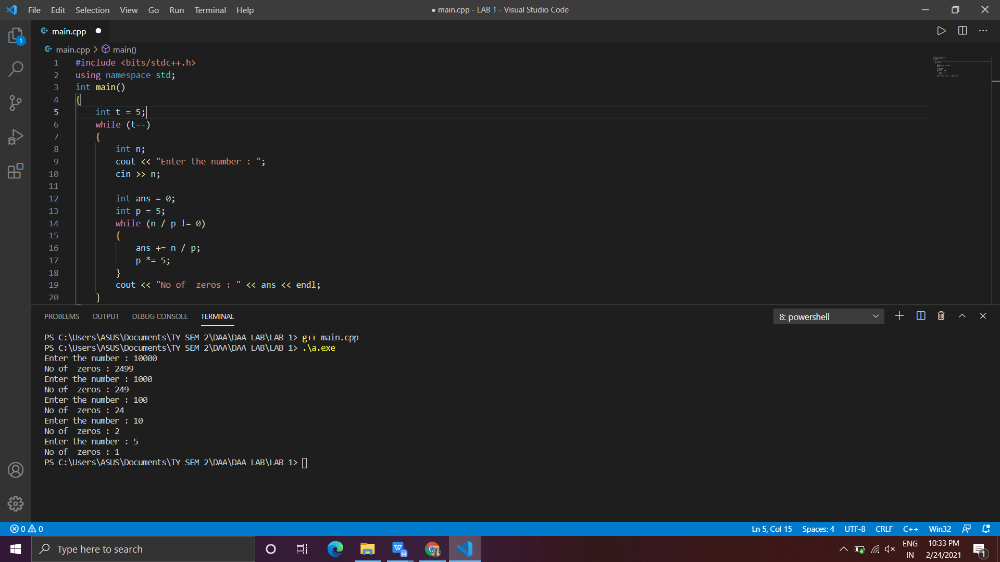 File Edit Selection View Go Run Terminal Help
● main.cpp - LAB 1 - Visual Studio Code
main.cpp ●
main.cpp > main()
1 #include <bits/stdc++.h>
2 using namespace std;
3 int main()
4 {
5     int t = 5;
6     while (t--)
7     {
8         int n;
9         cout << "Enter the number : ";
10         cin >> n;
11
12         int ans = 0;
13         int p = 5;
14         while (n / p != 0)
15         {
16             ans += n / p;
17             p *= 5;
18         }
19         cout << "No of  zeros : " << ans << endl;
20     }
PROBLEMS OUTPUT DEBUG CONSOLE TERMINAL
8: powershell
PS C:\Users\ASUS\Documents\TY SEM 2\DAA\DAA LAB\LAB 1> g++ main.cpp
PS C:\Users\ASUS\Documents\TY SEM 2\DAA\DAA LAB\LAB 1> .\a.exe
Enter the number : 10000
No of  zeros : 2499
Enter the number : 1000
No of  zeros : 249
Enter the number : 100
No of  zeros : 24
Enter the number : 10
No of  zeros : 2
Enter the number : 5
No of  zeros : 1
PS C:\Users\ASUS\Documents\TY SEM 2\DAA\DAA LAB\LAB 1>
1
0 0
Ln 5, Col 15 Spaces: 4 UTF-8 CRLF C++ Win32
Type here to search
ENG
IN
10:33 PM
2/24/2021
1